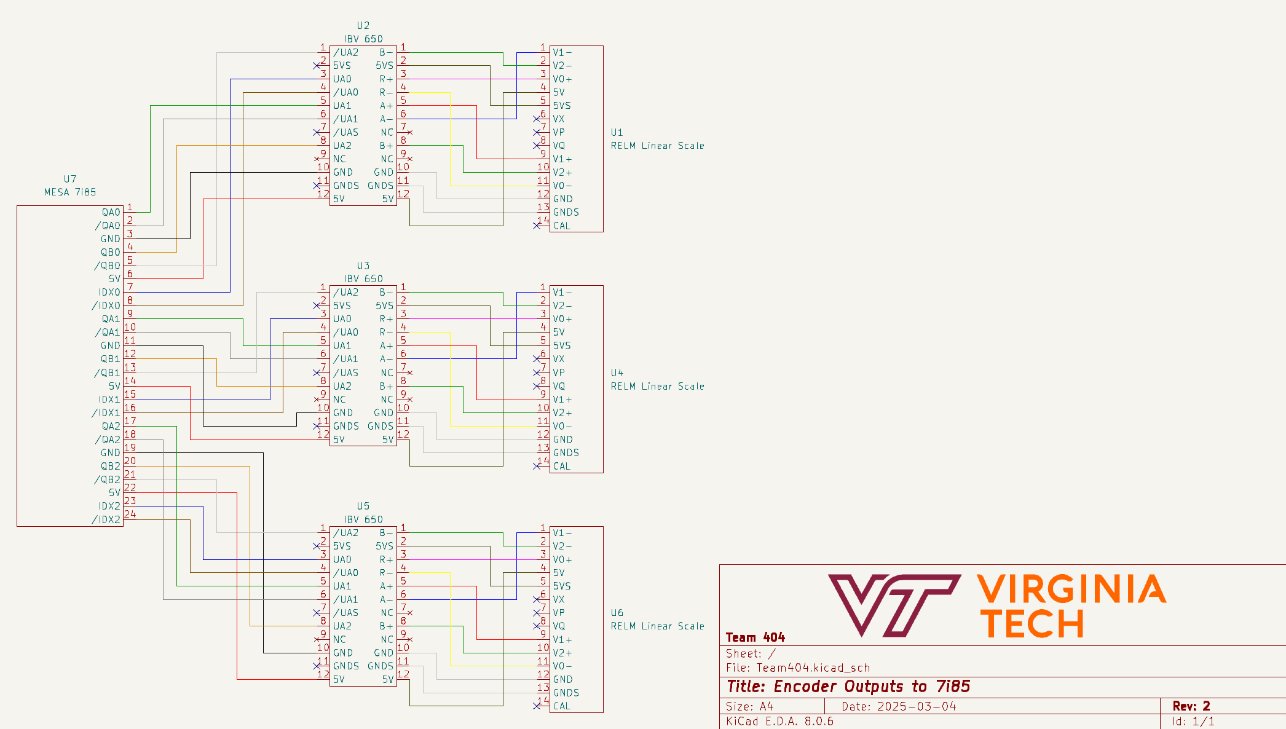 U2
IBV 650
1 /UA2 B- 1 1 V1-
2 5VS 5VS 2 2 V2-
3 UA0 R+ 3 3 V0+
4 /UA0 R- 4 4 5V
5 UA1 A+ 5 5 5VS
6 /UA1 A- 6 6 VX
7 /UAS NC 7 7 VP
8 UA2 B+ 8 8 VQ
9 NC NC 9 9 V1+
10 GND GND 10 10 V2+
11 GNDS GNDS 11 11 V0-
12 5V 5V 12 12 GND
13 GNDS
14 CAL
U1
RELM Linear Scale
U7
MESA 7i85
QA0 1
/QA0 2
GND 3
QB0 4
/QB0 5
5V 6
IDX0 7
/IDX0 8
QA1 9
/QA1 10
GND 11
QB1 12
/QB1 13
5V 14
IDX1 15
/IDX1 16
QA2 17
/QA2 18
GND 19
QB2 20
/QB2 21
5V 22
IDX2 23
/IDX2 24
U3
IBV 650
1 /UA2 B- 1 1 V1-
2 5VS 5VS 2 2 V2-
3 UA0 R+ 3 3 V0+
4 /UA0 R- 4 4 5V
5 UA1 A+ 5 5 5VS
6 /UA1 A- 6 6 VX
7 /UAS NC 7 7 VP
8 UA2 B+ 8 8 VQ
9 NC NC 9 9 V1+
10 GND GND 10 10 V2+
11 GNDS GNDS 11 11 V0-
12 5V 5V 12 12 GND
13 GNDS
14 CAL
U4
RELM Linear Scale
U5
IBV 650
1 /UA2 B- 1 1 V1-
2 5VS 5VS 2 2 V2-
3 UA0 R+ 3 3 V0+
4 /UA0 R- 4 4 5V
5 UA1 A+ 5 5 5VS
6 /UA1 A- 6 6 VX
7 /UAS NC 7 7 VP
8 UA2 B+ 8 8 VQ
9 NC NC 9 9 V1+
10 GND GND 10 10 V2+
11 GNDS GNDS 11 11 V0-
12 5V 5V 12 12 GND
13 GNDS
14 CAL
U6
RELM Linear Scale
VT VIRGINIA
TECH
Team 404
Sheet: /
File: Team404.kicad_sch
Title: Encoder Outputs to 7i85
Size: A4 Date: 2025-03-04 Rev: 2
KiCad E.D.A. 8.0.6 Id: 1/1